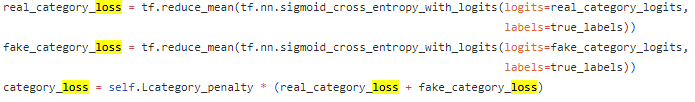 real_category_loss = tf.reduce_mean(tf.nn.sigmoid_cross_entropy_with_logits(logits=real_category_logits,
labels=true_labels))
fake_category_loss = tf.reduce_mean(tf.nn.sigmoid_cross_entropy_with_logits(logits=fake_category_logits,
labels=true_labels))
category_loss = self.Lcategory_penalty * (real_category_loss + fake_category_loss)